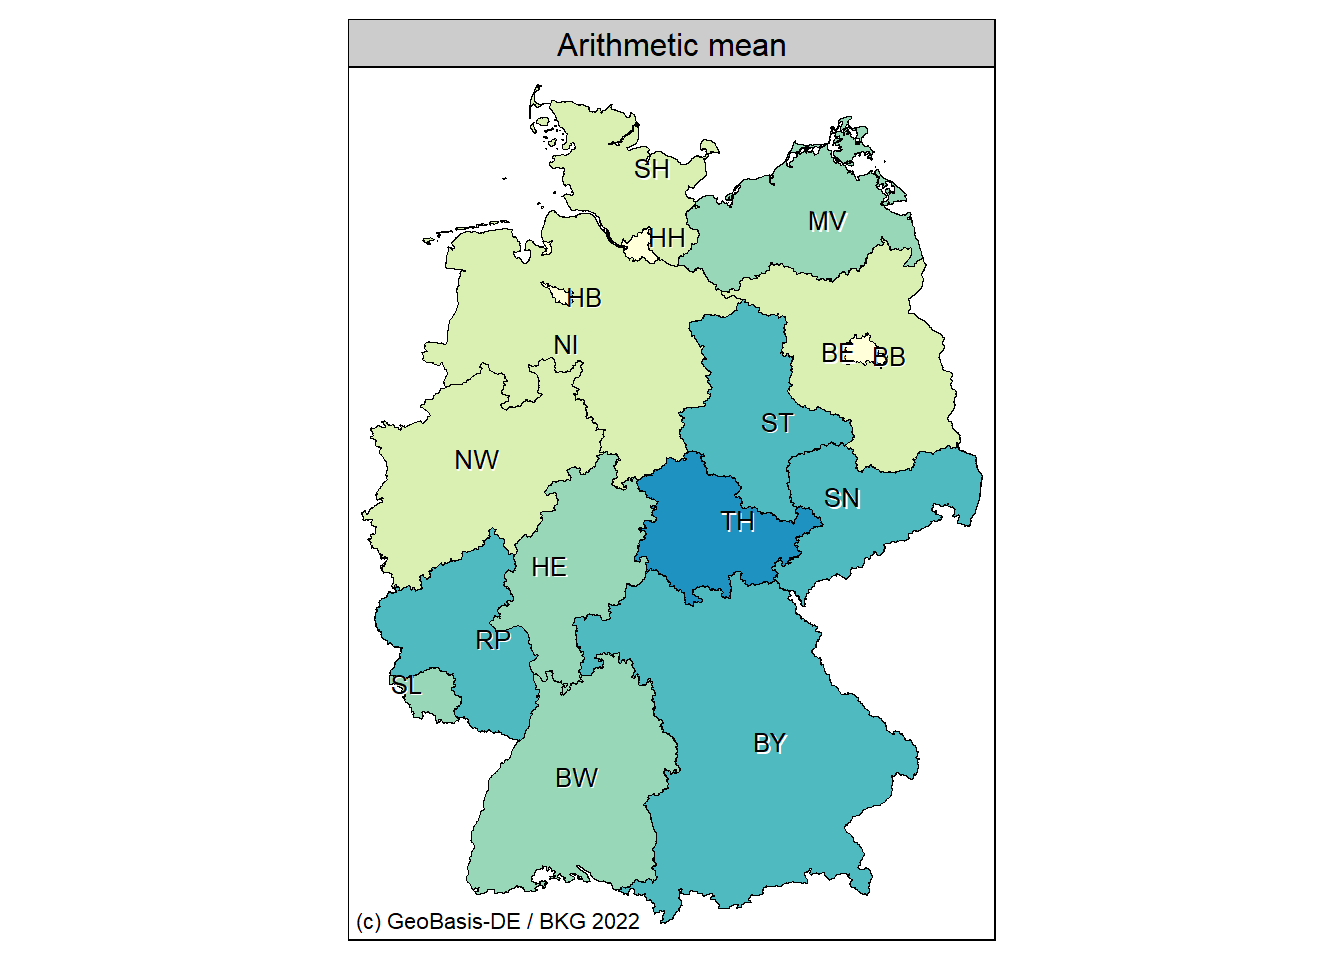 Arithmetic mean
SH
MV
HH
HB
NI
BE
BB
ST
NW
SN
TH
HE
RP
SL
BY
BW
(c) GeoBasis-DE / BKG 2022